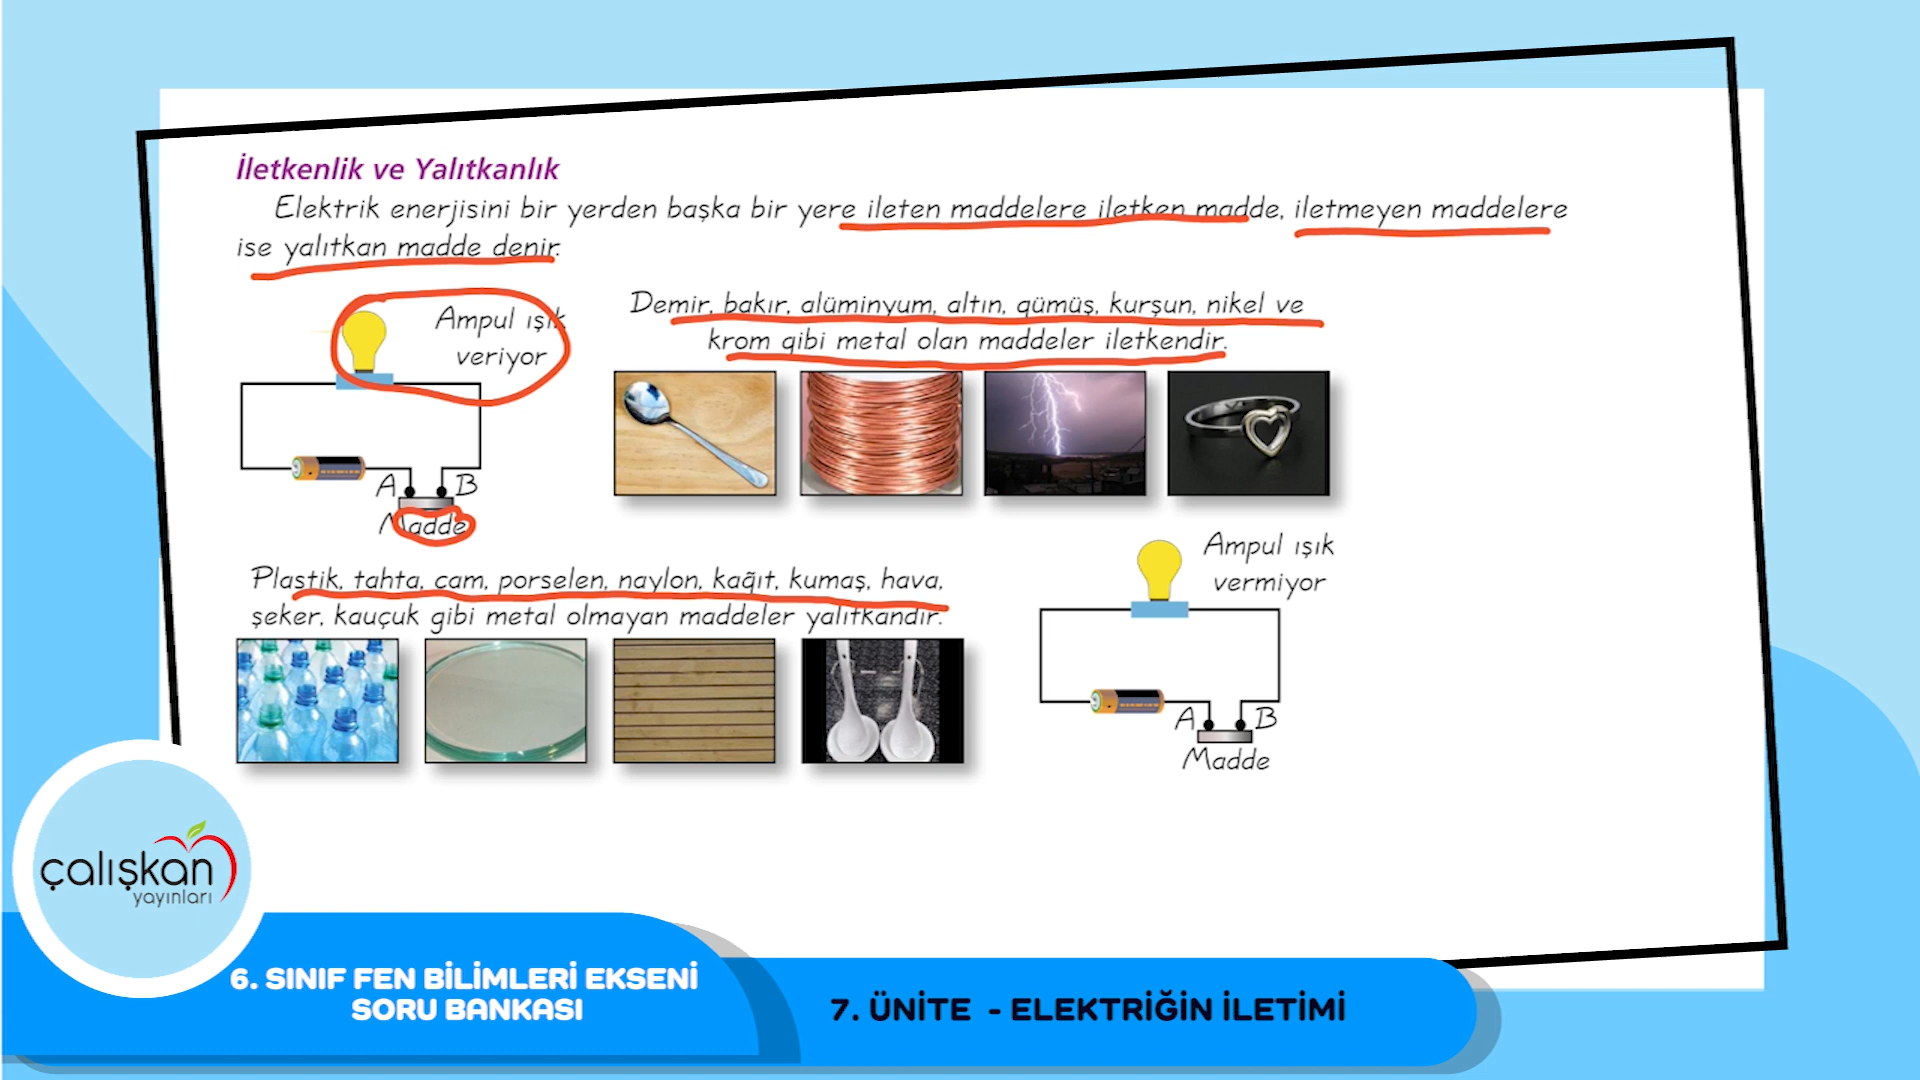 İletkenlik ve Yalıtkanlık
Elektrik enerjisini bir yerden başka bir yere ileten maddelere iletken madde, iletmeyen maddelere
ise yalıtkan madde denir.
Ampul ışık
veriyor
A
B
Madde
Demir, bakır, alüminyum, altın, gümüş, kurşun, nikel ve
krom gibi metal olan maddeler iletkendir.
Plastik, tahta, cam, porselen, naylon, kağıt, kumaş, hava,
şeker, kauçuk gibi metal olmayan maddeler yalıtkandır.
Ampul ışık
vermiyor
A
B
Madde
çalışkan
yayınları
6. SINIF FEN BİLİMLERİ EKSENİ
SORU BANKASI
7. ÜNİTE - ELEKTRİĞİN İLETİMİ